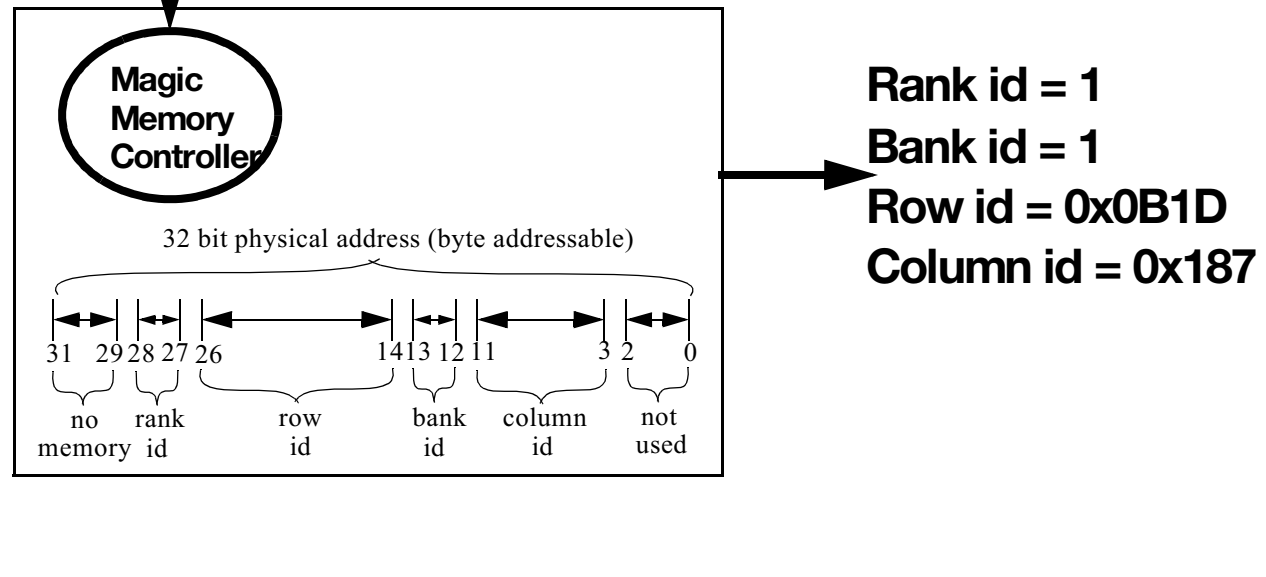 Magic
Memory
Controller
Rank id = 1
Bank id = 1
Row id = 0x0B1D
Column id = 0x187
32 bit physical address (byte addressable)
31 29 28 27 26 14 13 12 11 3 2 0
no rank row bank column not
memory id id id id used